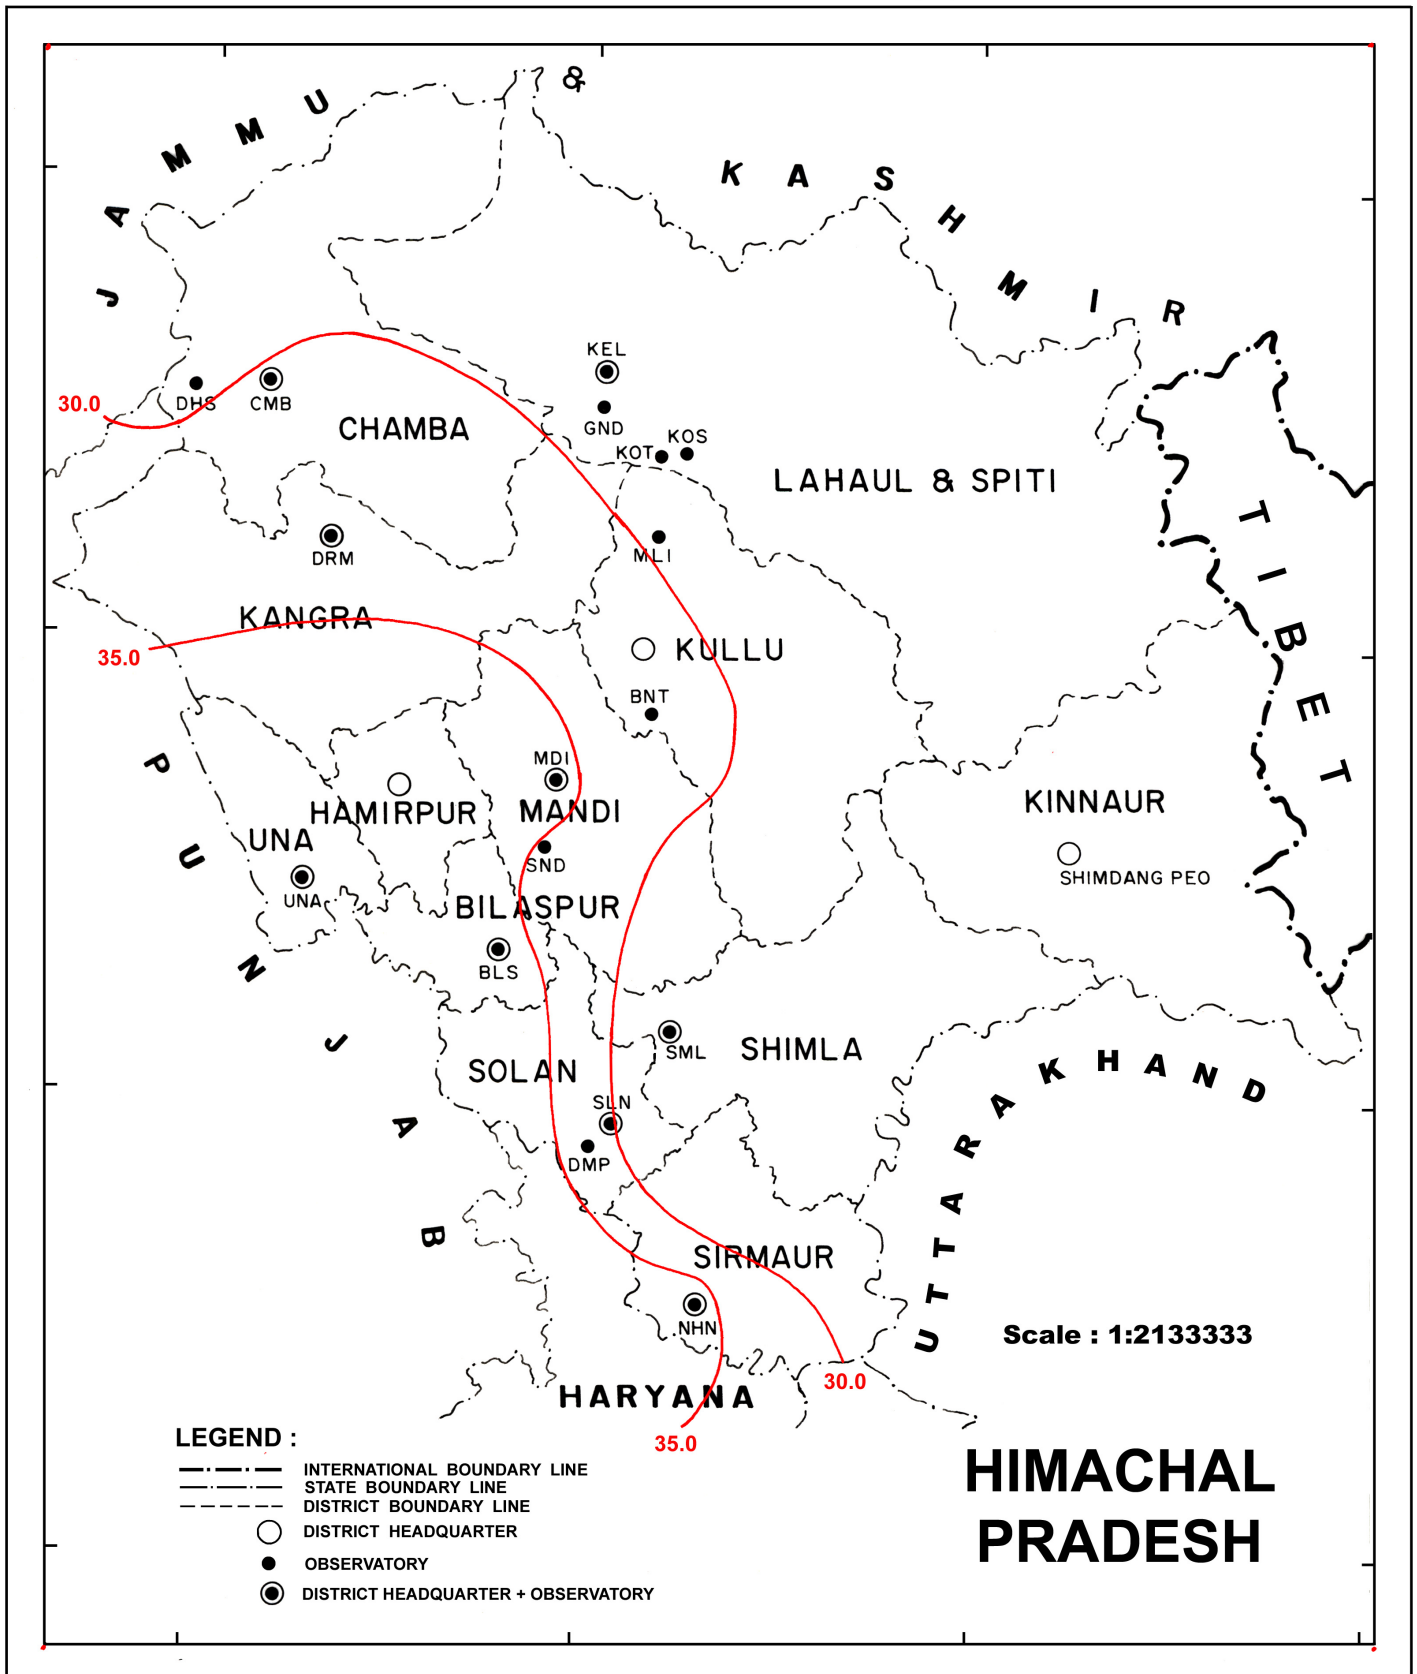 JAMMU & KASHMIR
KEL
GND
KOT
KOS
30.0
DHS
CMB
CHAMBA
LAHAUL & SPITI
TIBET
DRM
MLI
KANGRA
35.0
KULLU
BNT
MDI
MANDI
HAMIRPUR
KINNAUR
SHIMDANG PEO
UNA
UNA
SND
BILASPUR
BLS
PUNJAB
SML
SHIMLA
SOLAN
SLN
DMP
UTTARAKHAND
SIRMAUR
NHN
Scale : 1:2133333
30.0
HARYANA
35.0
LEGEND :
INTERNATIONAL BOUNDARY LINE
STATE BOUNDARY LINE
DISTRICT BOUNDARY LINE
DISTRICT HEADQUARTER
OBSERVATORY
DISTRICT HEADQUARTER + OBSERVATORY
HIMACHAL
PRADESH